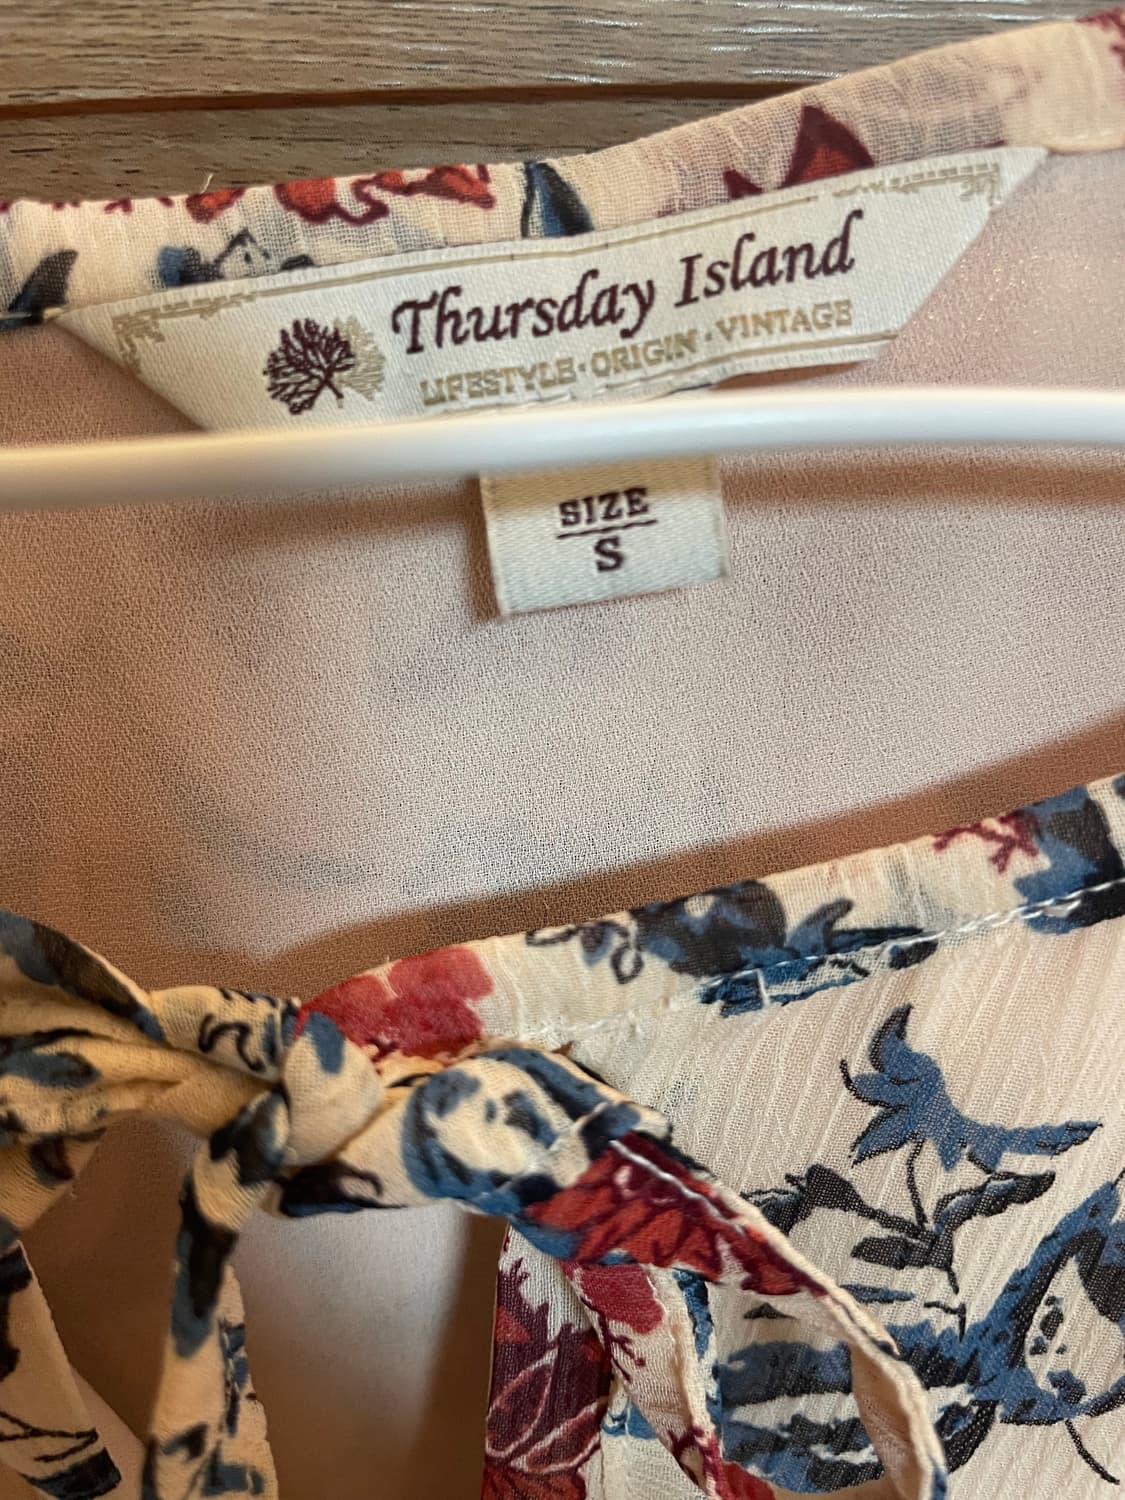 Thursday Island
LIFESTYLE·ORIGIN·VINTAGE
SIZE
S